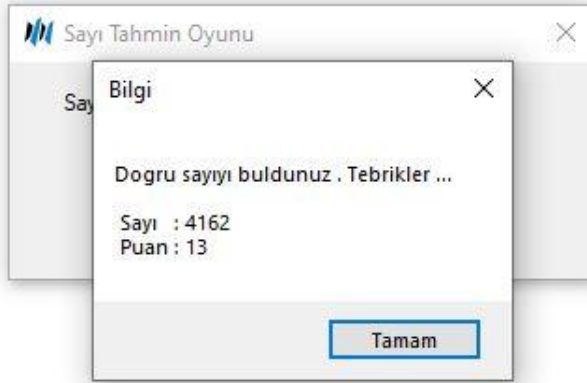 Sayı Tahmin Oyunu
Bilgi
Dogru sayıyı buldunuz . Tebrikler ...
Sayı : 4162
Puan : 13
Tamam